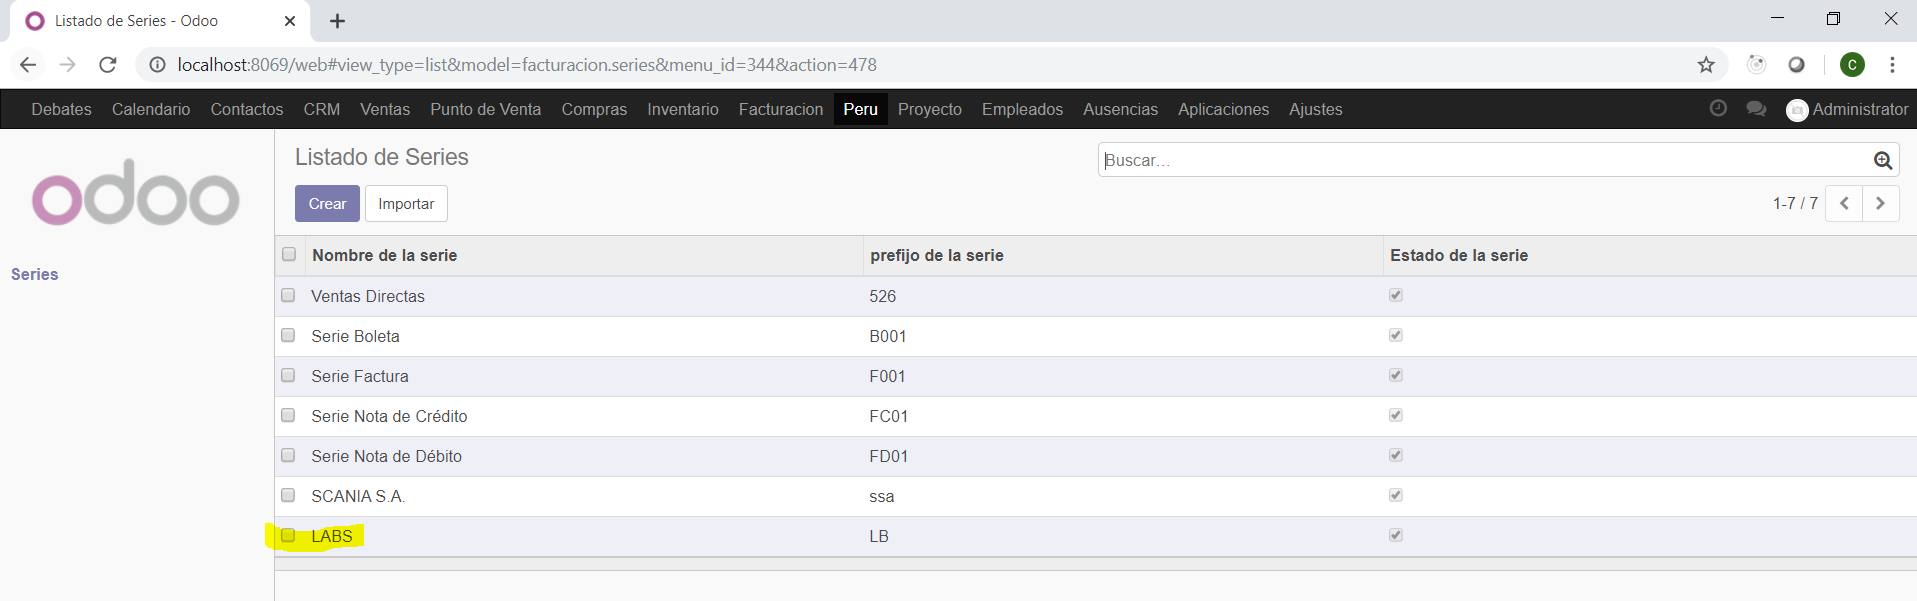 Listado de Series - Odoo
localhost:8069/web#view_type=list&model=facturacion.series&menu_id=344&action=478
C
Debates Calendario Contactos CRM Ventas Punto de Venta Compras Inventario Facturacion Peru Proyecto Empleados Ausencias Aplicaciones Ajustes Administrator
odoo
Series
Listado de Series
Buscar...
Crear Importar
1-7 / 7
Nombre de la serie prefijo de la serie Estado de la serie
Ventas Directas 526
Serie Boleta B001
Serie Factura F001
Serie Nota de Crédito FC01
Serie Nota de Débito FD01
SCANIA S.A. ssa
LABS LB